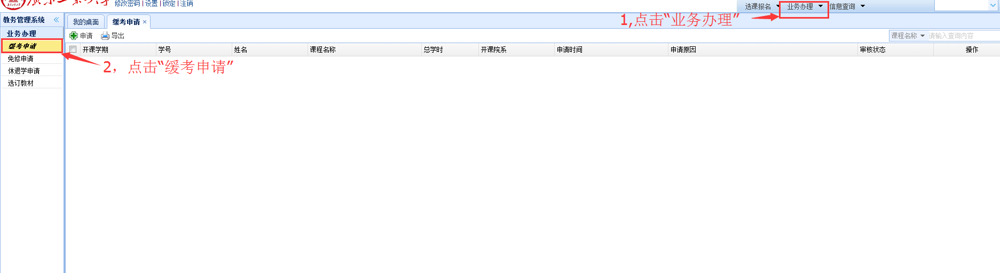 修改密码 | 设置 | 锁定 | 注销
选课报名 业务办理 信息查询
1,点击“业务办理”
教务管理系统
我的桌面 缓考申请
业务办理
申请 导出
课程名称 请输入查询内容
缓考申请
开课学期 学号 姓名 课程名称 总学时 开课院系 申请时间 申请原因 审核状态 操作
免修申请
2，点击“缓考申请”
休退学申请
选订教材